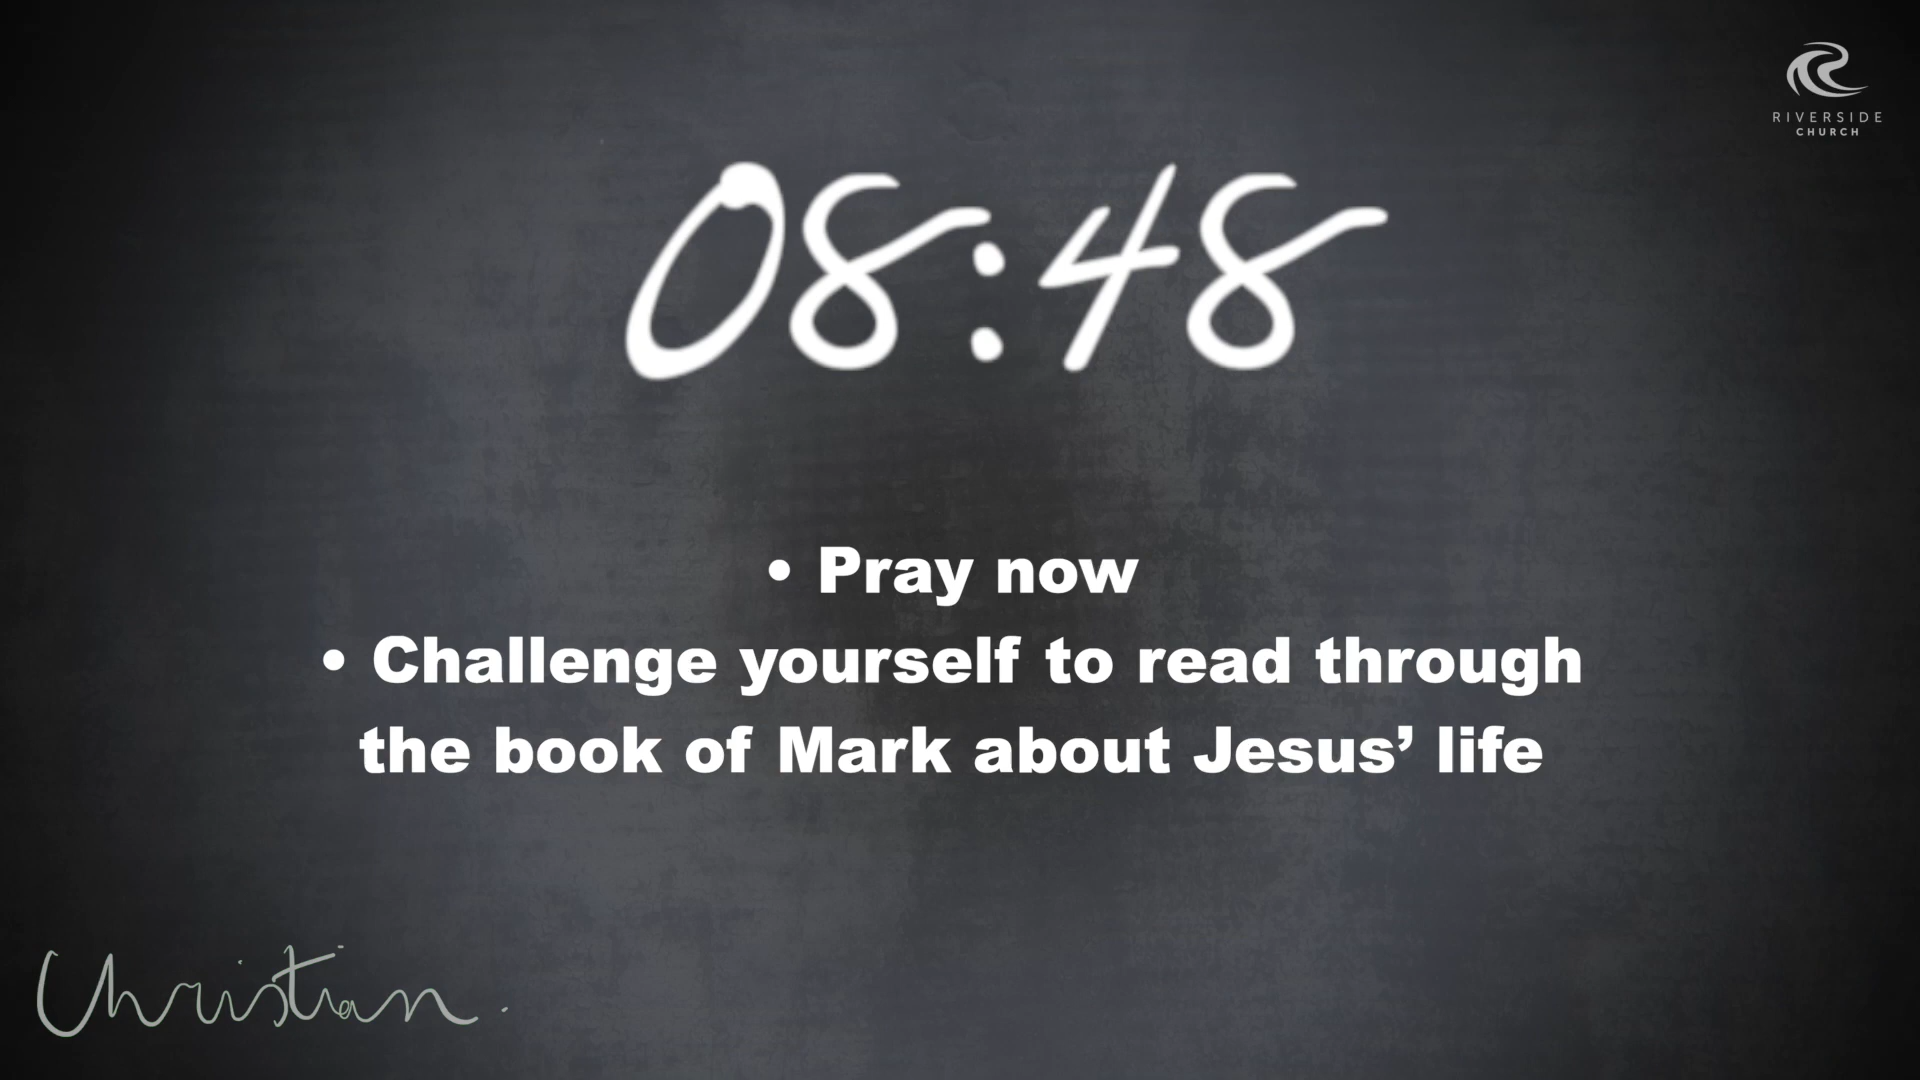 RIVERSIDE
CHURCH
08:48
• Pray now
• Challenge yourself to read through
the book of Mark about Jesus’ life
Christian.